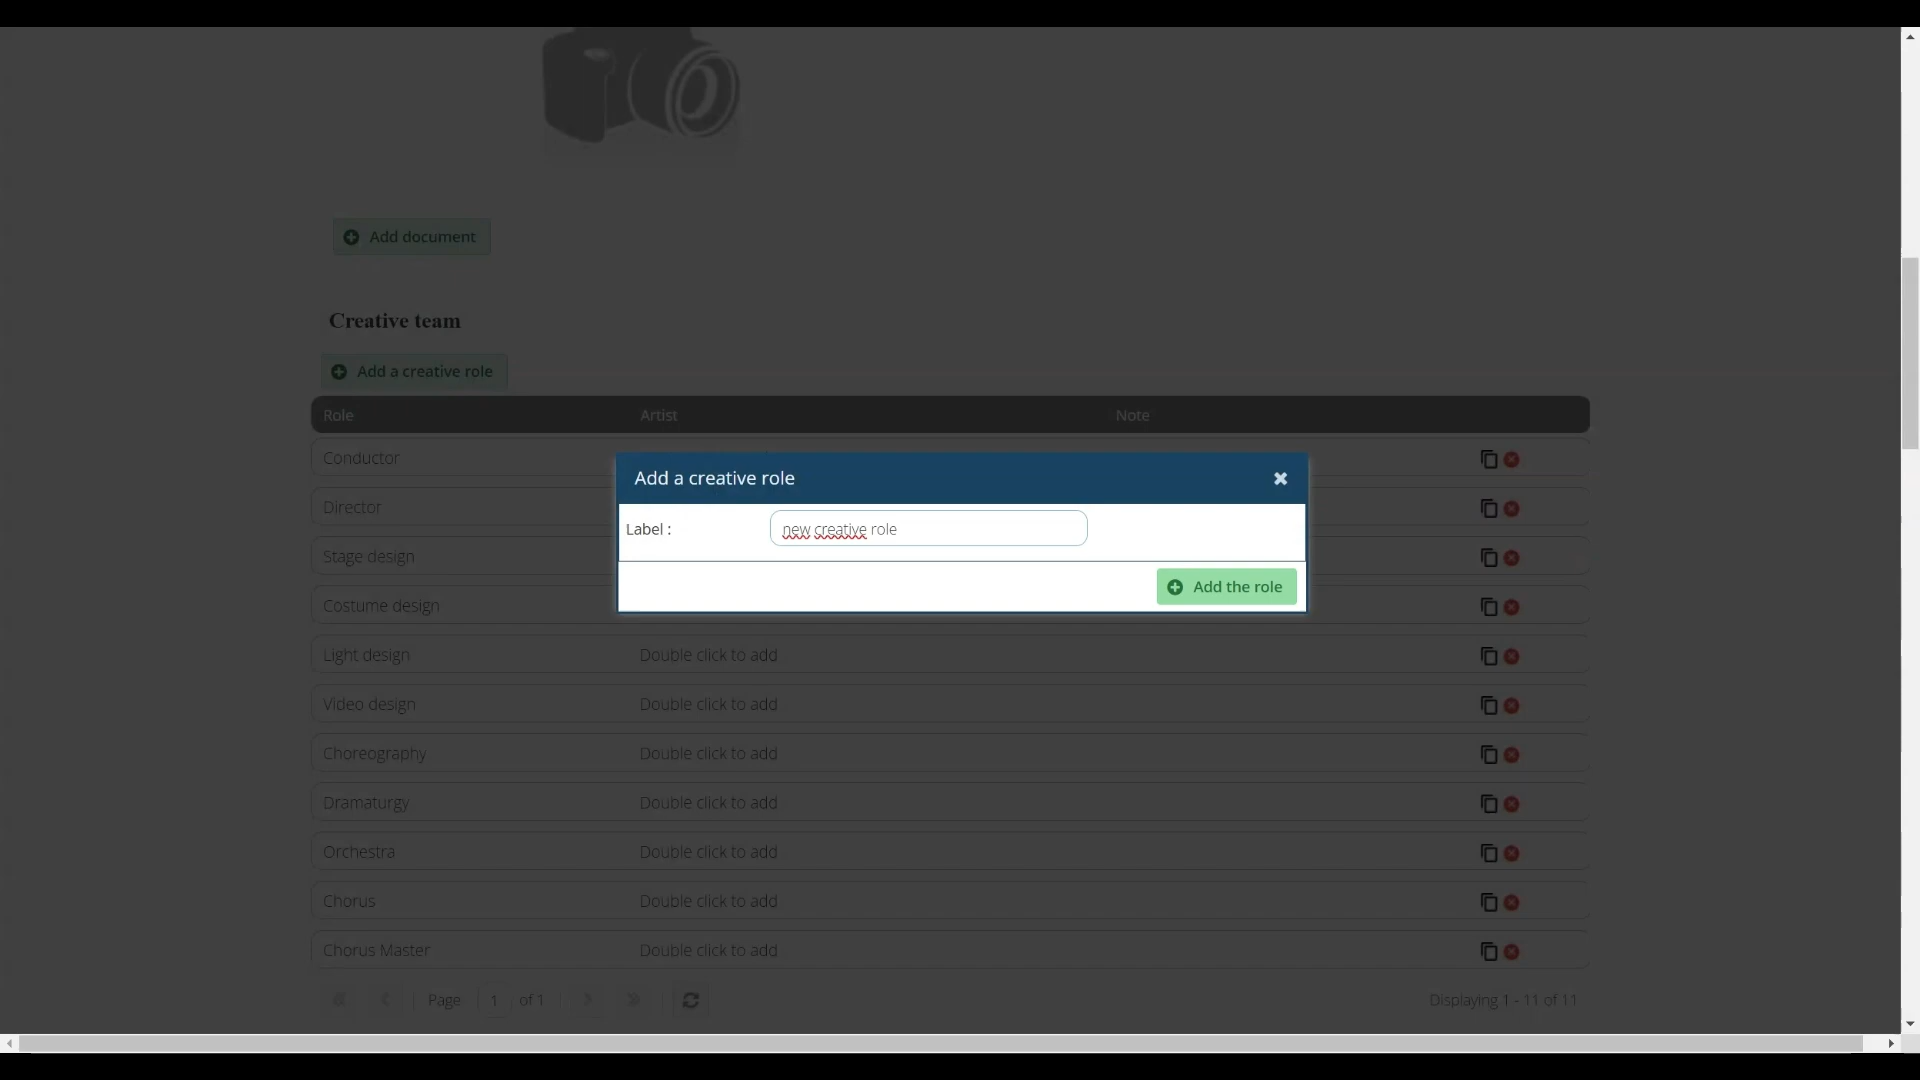 Add document
Creative team
Add a creative role
Role Artist Note
Conductor
Add a creative role
Director
Label : new creative role
Stage design
Add the role
Costume design
Light design Double click to add
Video design Double click to add
Choreography Double click to add
Dramaturgy Double click to add
Orchestra Double click to add
Chorus Double click to add
Chorus Master Double click to add
Page 1 of 1 Displaying 1 - 11 of 11